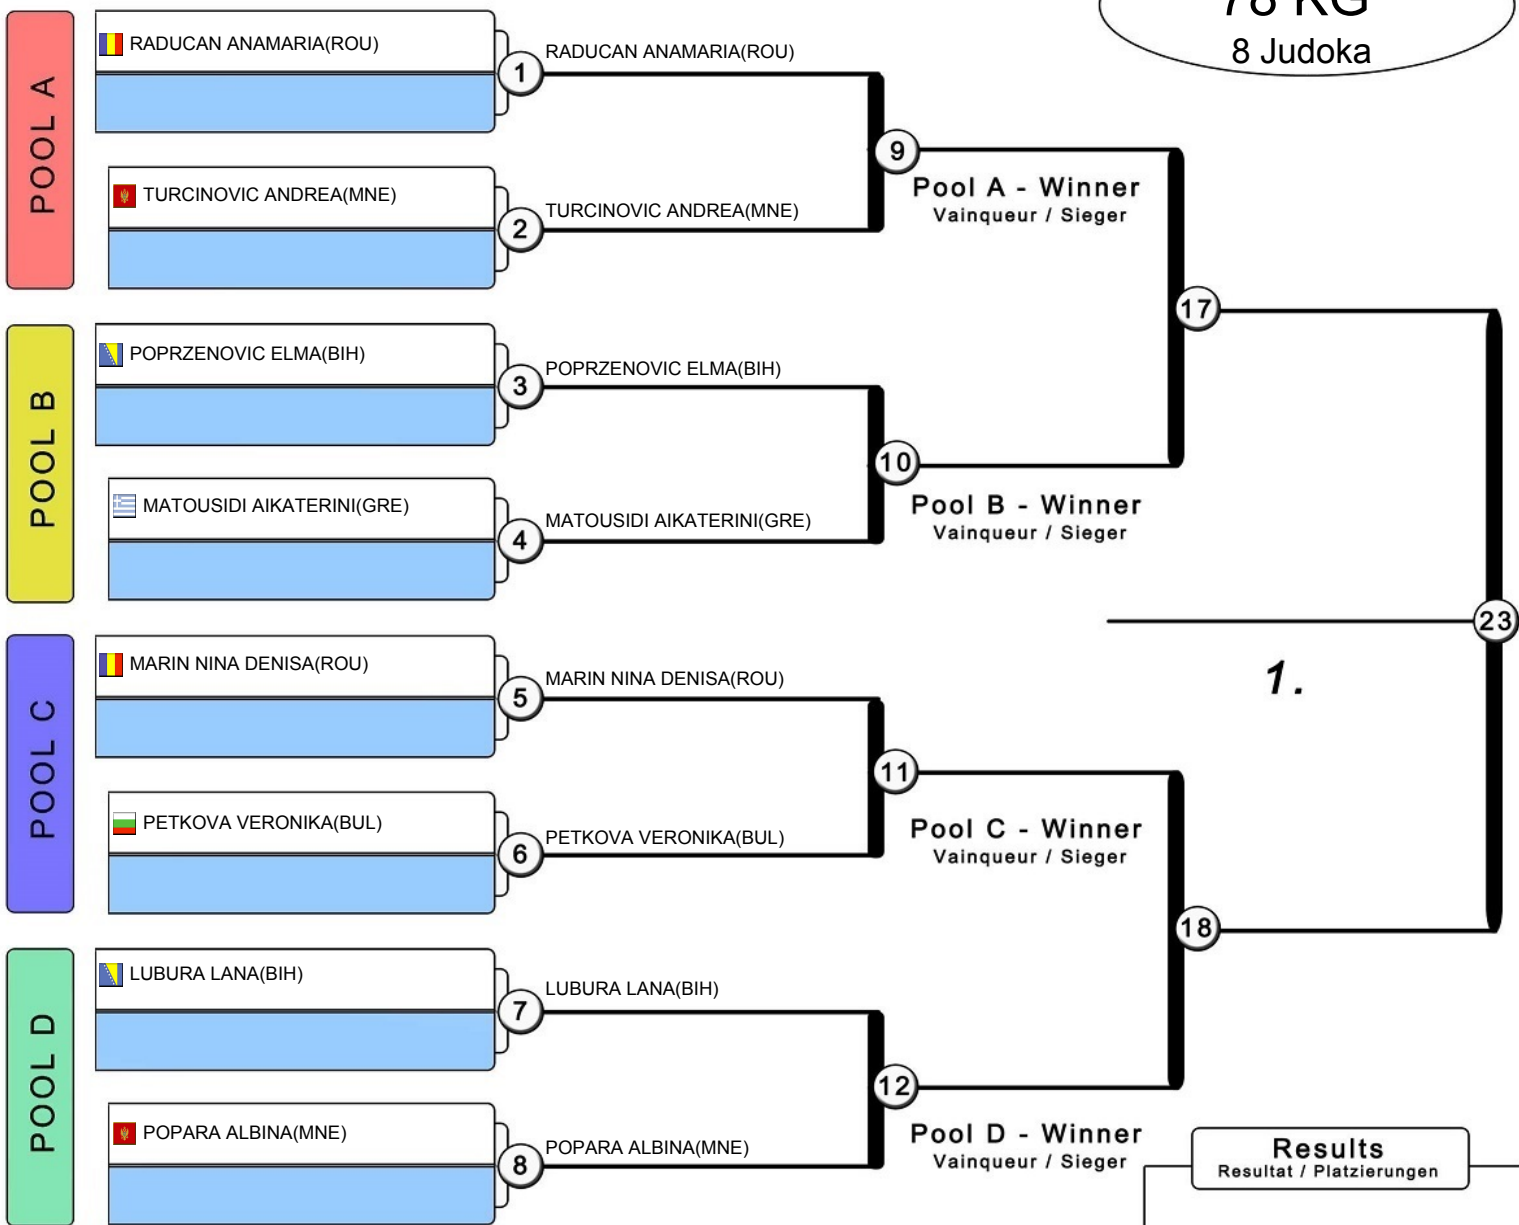 78 KG
8 Judoka
POOL A
RADUCAN ANAMARIA(ROU)
1
RADUCAN ANAMARIA(ROU)
TURCINOVIC ANDREA(MNE)
2
TURCINOVIC ANDREA(MNE)
9
Pool A - Winner
Vainqueur / Sieger
17
POOL B
POPRZENOVIC ELMA(BIH)
3
POPRZENOVIC ELMA(BIH)
MATOUSIDI AIKATERINI(GRE)
4
MATOUSIDI AIKATERINI(GRE)
10
Pool B - Winner
Vainqueur / Sieger
23
1.
POOL C
MARIN NINA DENISA(ROU)
5
MARIN NINA DENISA(ROU)
PETKOVA VERONIKA(BUL)
6
PETKOVA VERONIKA(BUL)
11
Pool C - Winner
Vainqueur / Sieger
18
POOL D
LUBURA LANA(BIH)
7
LUBURA LANA(BIH)
POPARA ALBINA(MNE)
8
POPARA ALBINA(MNE)
12
Pool D - Winner
Vainqueur / Sieger
Results
Resultat / Platzierungen